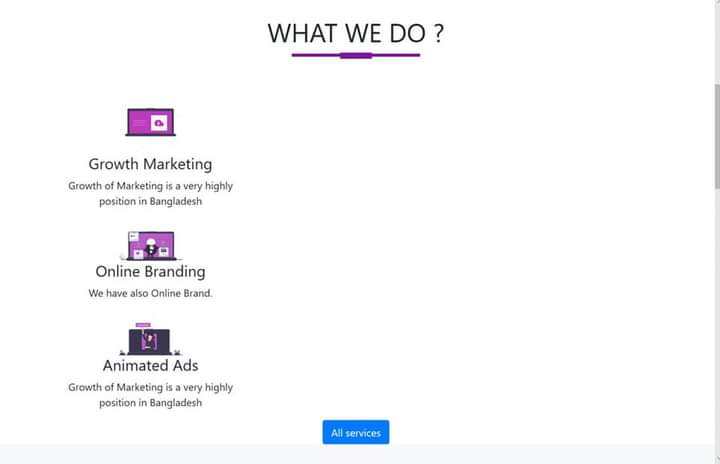 WHAT WE DO ?
Growth Marketing
Growth of Marketing is a very highly
position in Bangladesh
Online Branding
We have also Online Brand.
Animated Ads
Growth of Marketing is a very highly
position in Bangladesh
All services